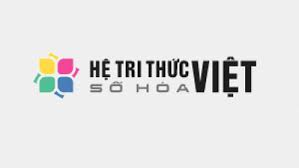 HỆ TRI THỨC VIỆT
SỐ HÓA